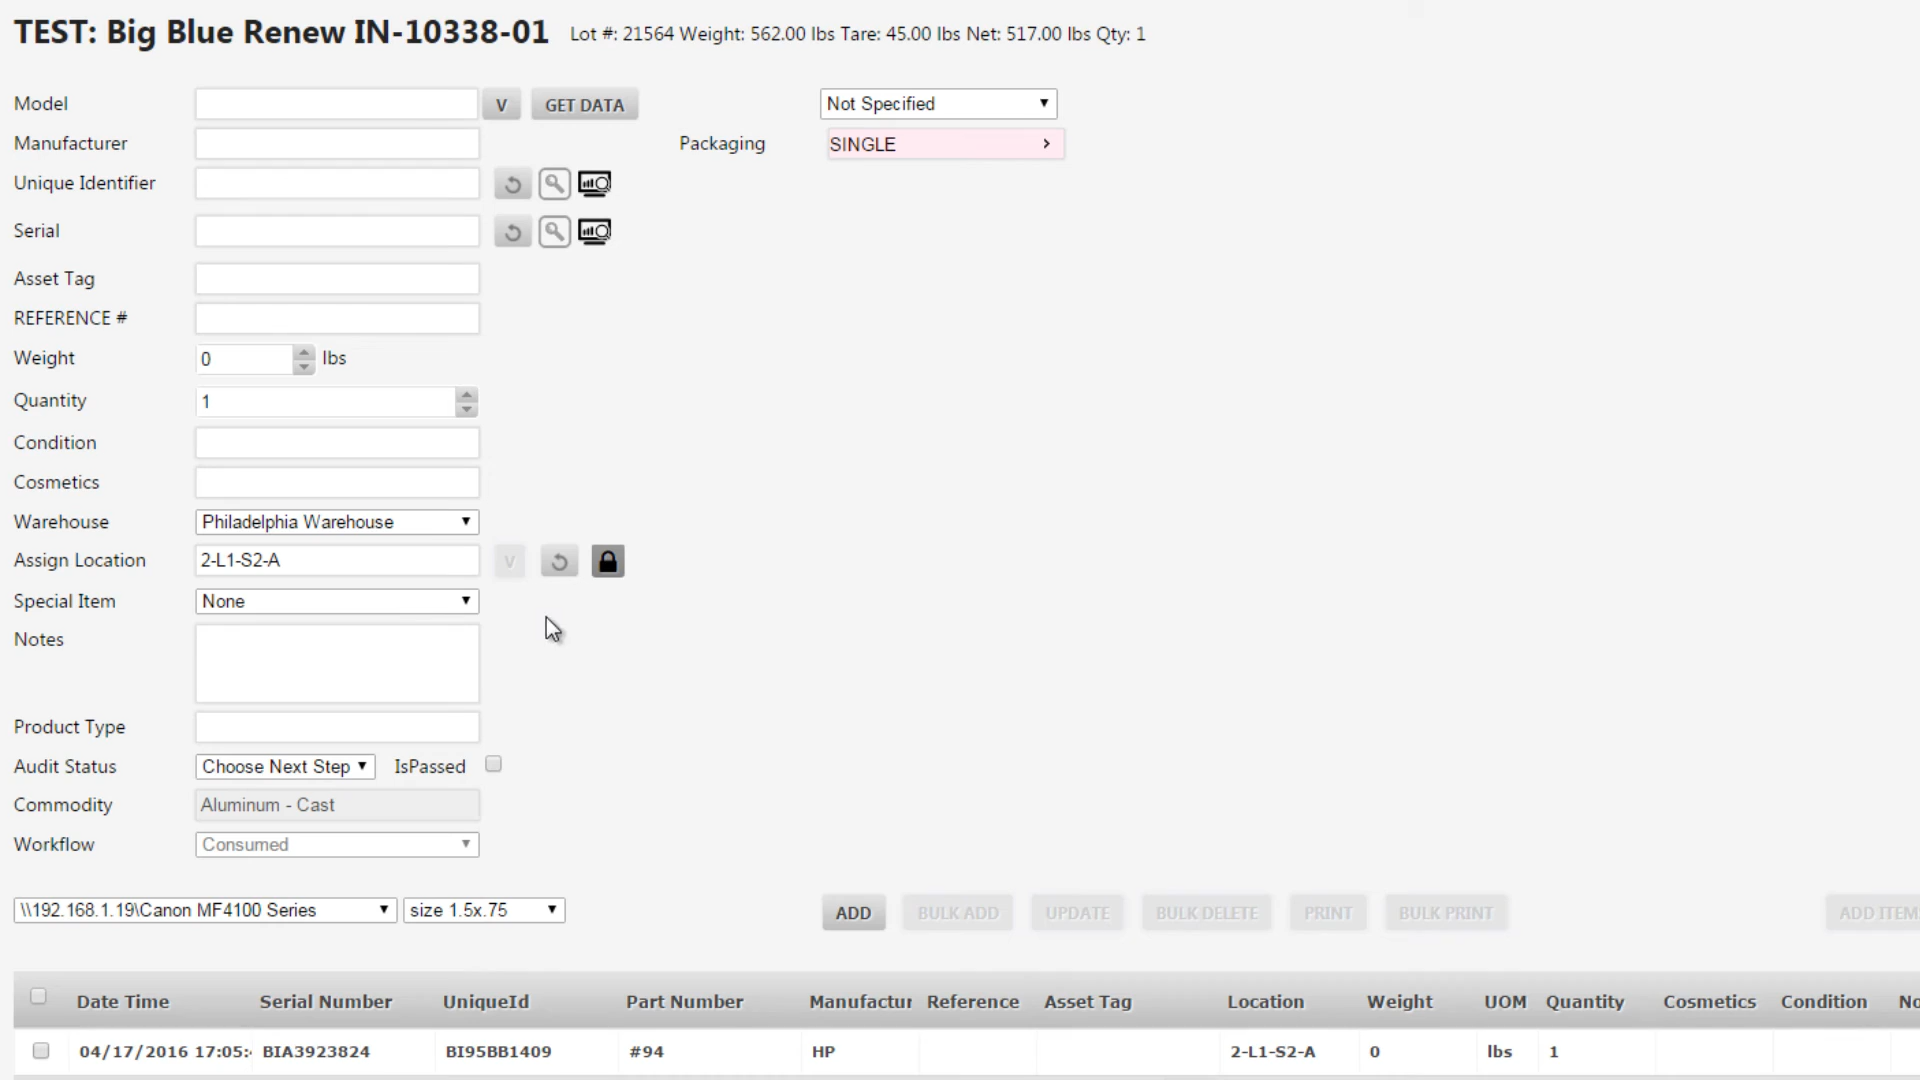 TEST: Big Blue Renew IN-10338-01 Lot #: 21564 Weight: 562.00 lbs Tare: 45.00 lbs Net: 517.00 lbs Qty: 1
Model V GET DATA Not Specified
Manufacturer Packaging SINGLE
Unique Identifier
Serial
Asset Tag
REFERENCE #
Weight 0 lbs
Quantity 1
Condition
Cosmetics
Warehouse Philadelphia Warehouse
Assign Location 2-L1-S2-A V
Special Item None
Notes
Product Type
Audit Status Choose Next Step IsPassed
Commodity Aluminum - Cast
Workflow Consumed
\\192.168.1.19\Canon MF4100 Series size 1.5x.75 ADD BULK ADD UPDATE BULK DELETE PRINT BULK PRINT ADD ITEM
Date Time Serial Number UniqueId Part Number Manufactur Reference Asset Tag Location Weight UOM Quantity Cosmetics Condition No
04/17/2016 17:05: BIA3923824 BI95BB1409 #94 HP 2-L1-S2-A 0 lbs 1